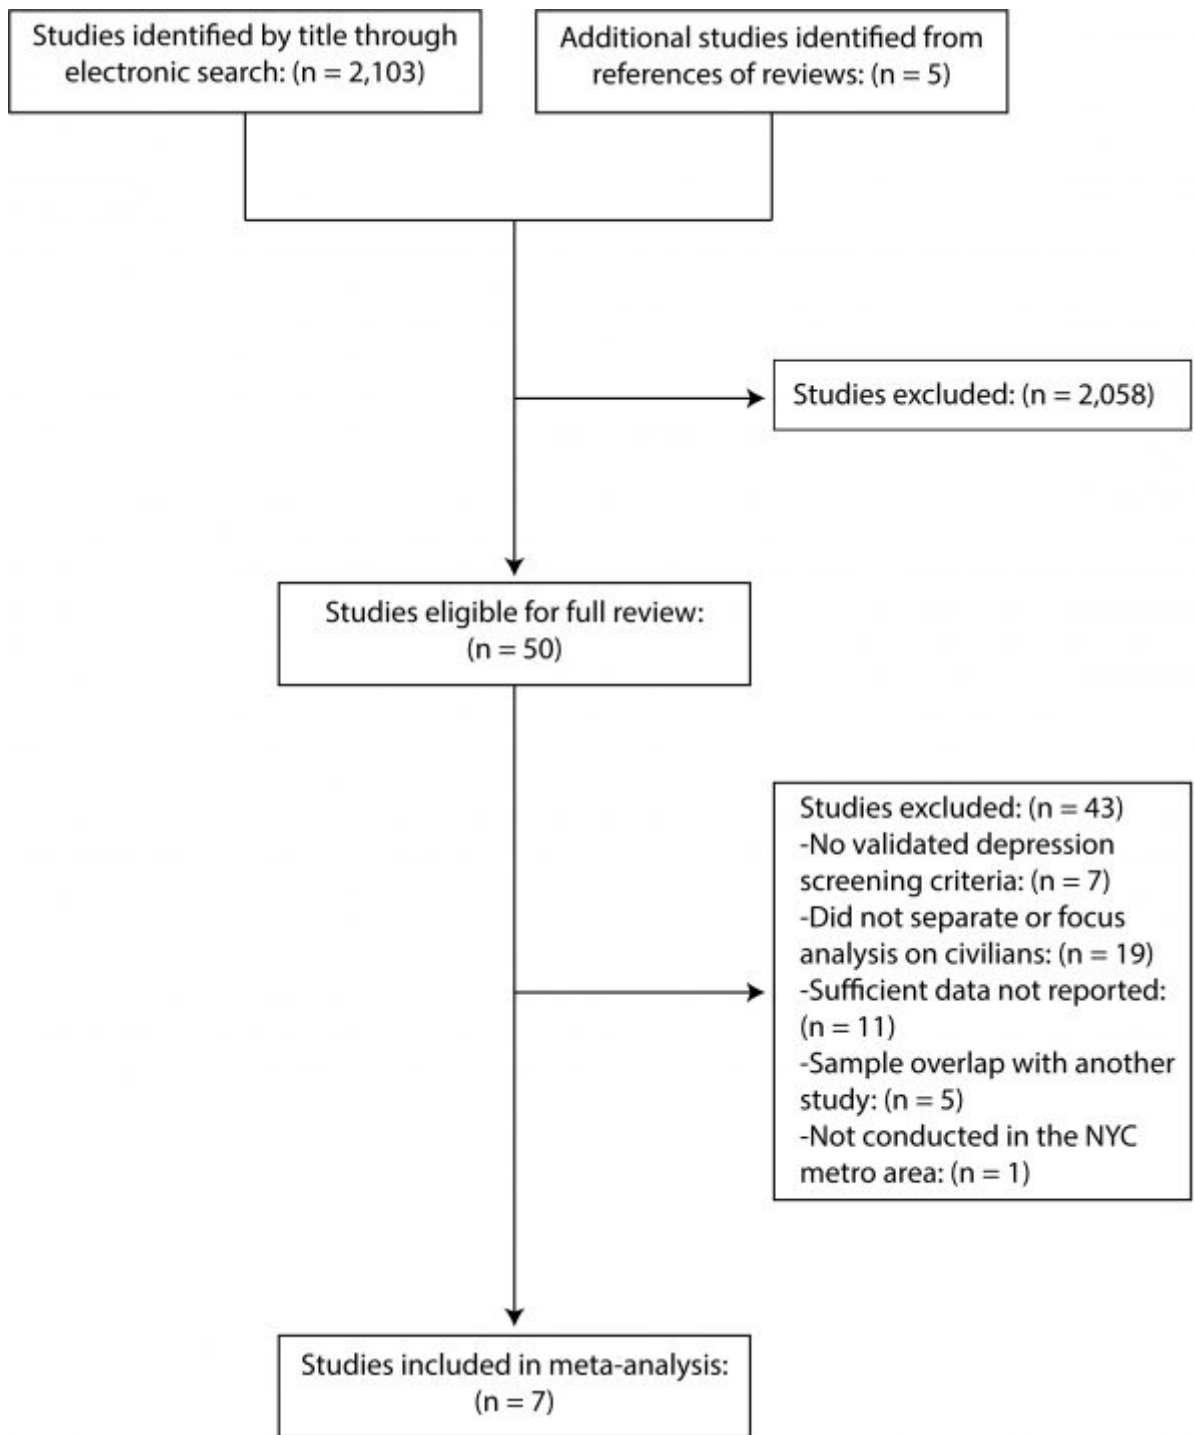 Studies identified by title through
electronic search: (n = 2,103)
Additional studies identified from
references of reviews: (n = 5)
Studies excluded: (n = 2,058)
Studies eligible for full review:
(n = 50)
Studies excluded: (n = 43)
-No validated depression
screening criteria: (n = 7)
-Did not separate or focus
analysis on civilians: (n = 19)
-Sufficient data not reported:
(n = 11)
-Sample overlap with another
study: (n = 5)
-Not conducted in the NYC
metro area: (n = 1)
Studies included in meta-analysis:
(n = 7)